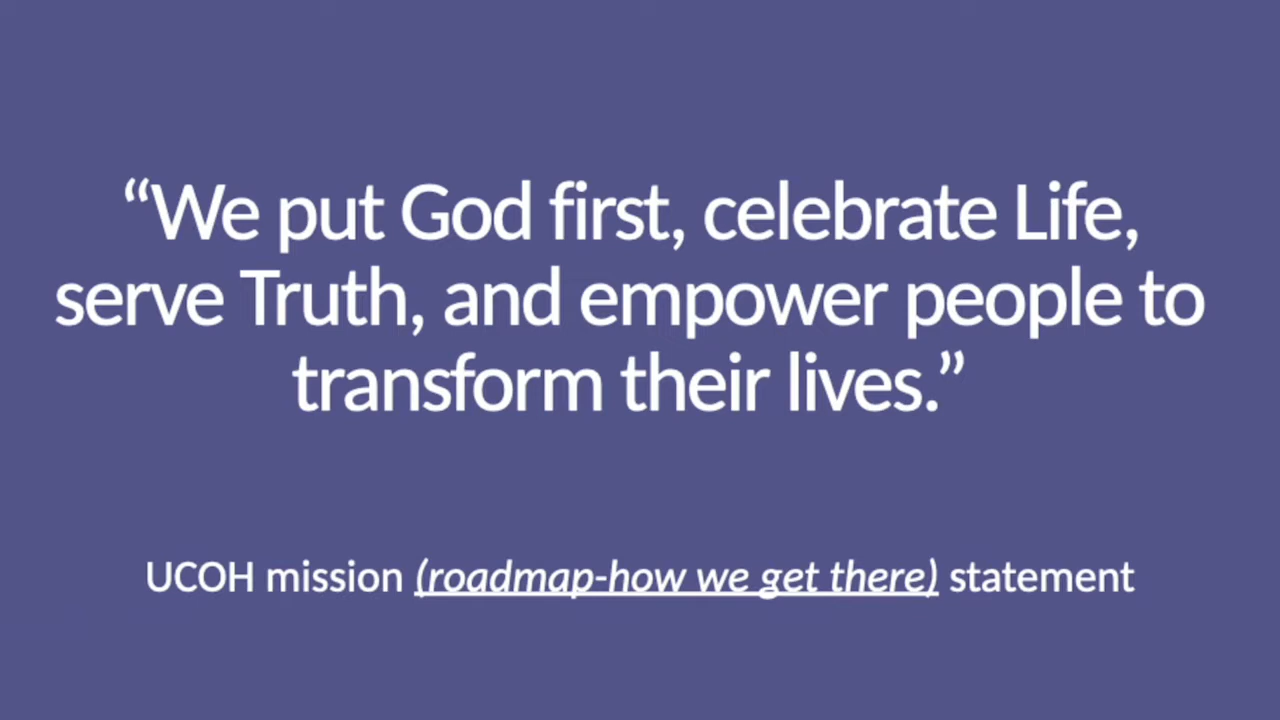 “We put God first, celebrate Life,
serve Truth, and empower people to
transform their lives.”
UCOH mission (roadmap-how we get there) statement